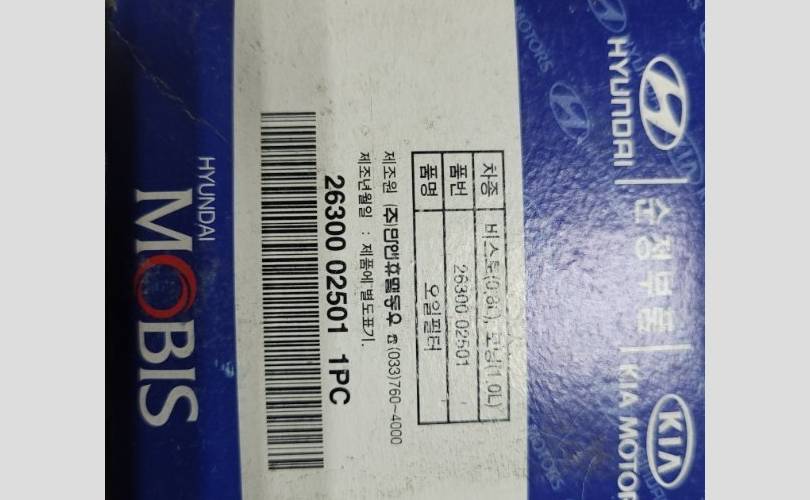 HYUNDAI
순정부품
KIA MOTOR
KIA
MOTORS
차종 비스토(0.8L), 모닝(1.0L)
품번 26300 02501
품명 오일필터
제조원 (주)만앤휴멜동우 ☎ (033)760-4000
제조년월일 : 제품에 별도표기.
26300 02501 1PC
HYUNDAI
MOBIS